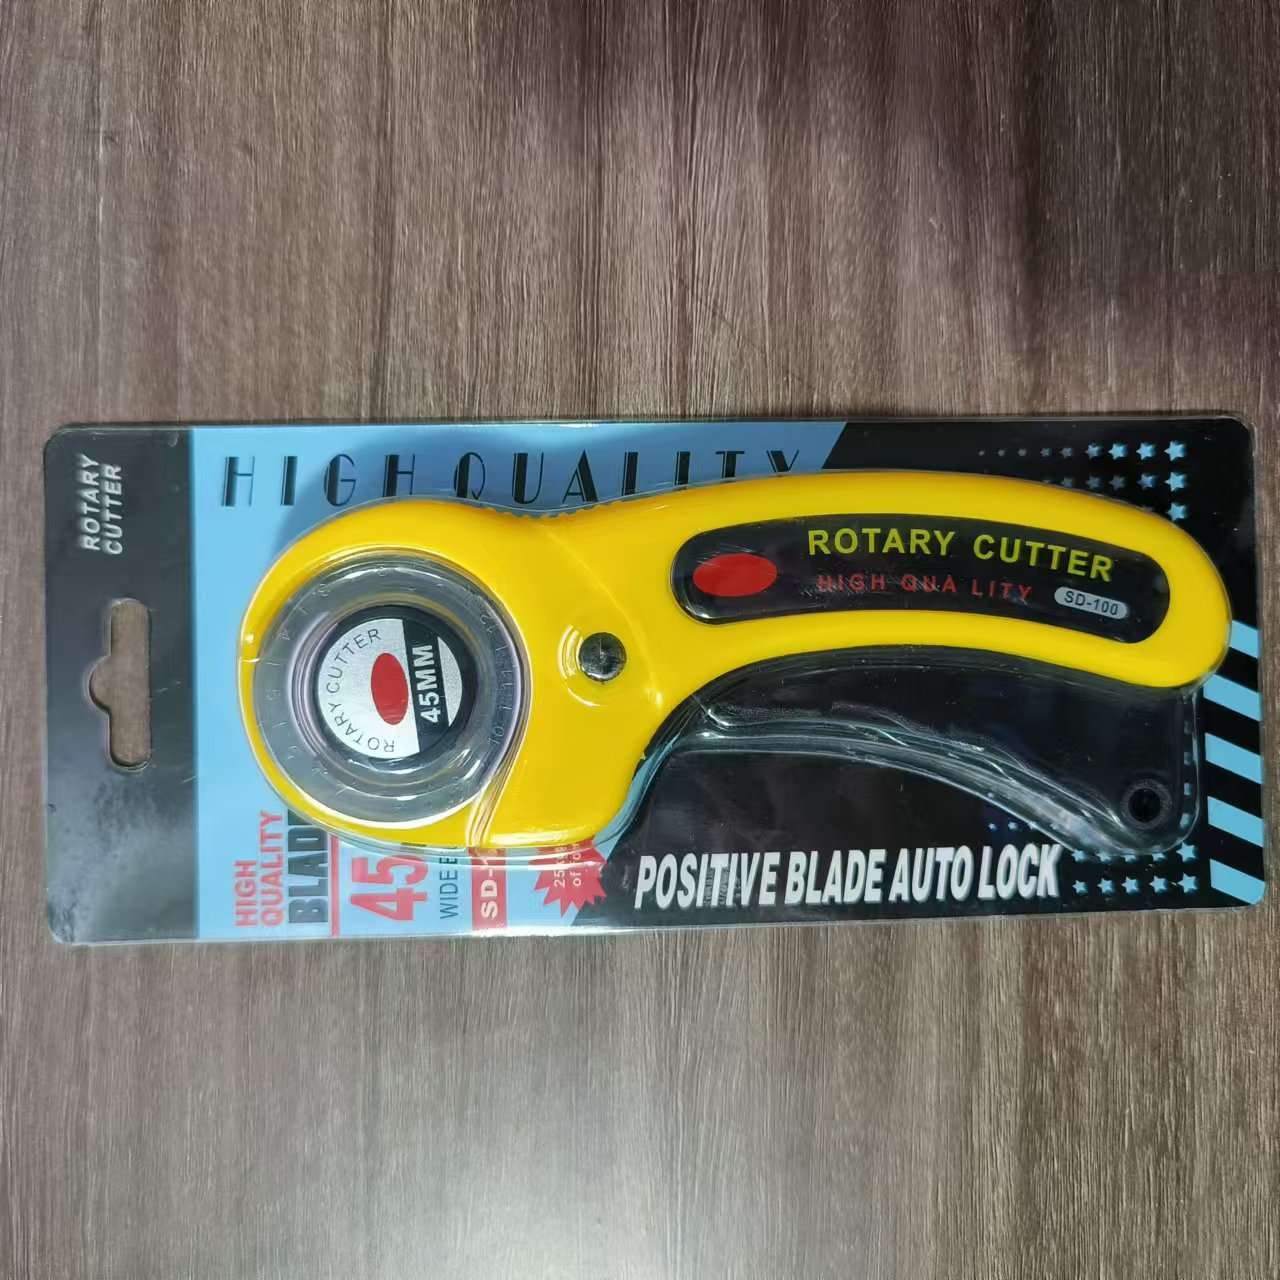 ROTARY
CUTTER
HIGH QUALITY
ROTARY CUTTER
HIGH QUA LITY
SD-100
ROTARY CUTTER
45MM
HIGH
QUALITY
45
SD-
POSITIVE BLADE AUTO LOCK